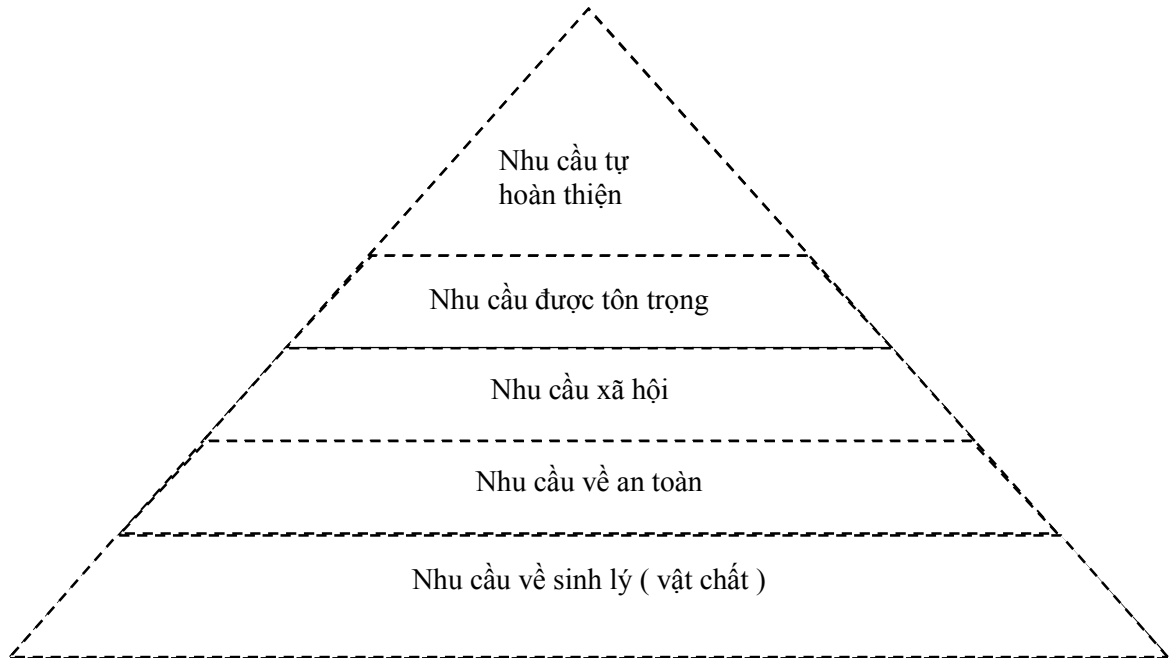 Nhu cầu tự
hoàn thiện
Nhu cầu được tôn trọng
Nhu cầu xã hội
Nhu cầu về an toàn
Nhu cầu về sinh lý ( vật chất )